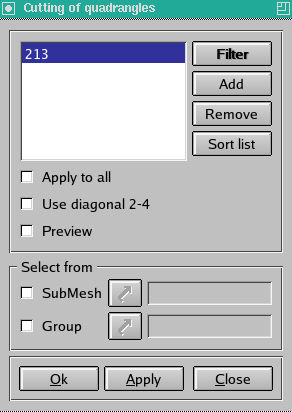 Cutting of quadrangles
213
Filter
Add
Remove
Sort list
Apply to all
Use diagonal 2-4
Preview
Select from
SubMesh
Group
Ok Apply Close